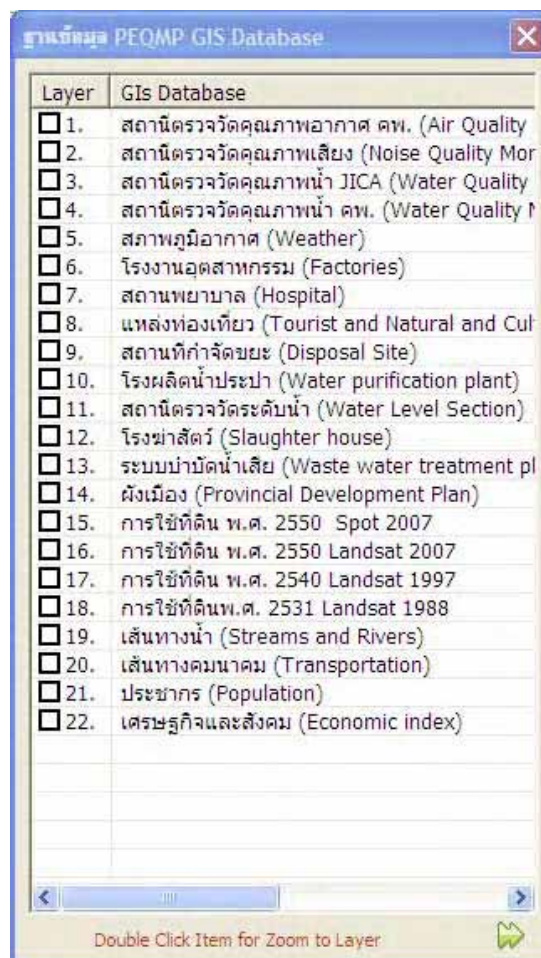 ฐานข้อมูล PEQMP GIS Database
Layer GIs Database
1. สถานีตรวจวัดคุณภาพอากาศ คพ. (Air Quality
2. สถานีตรวจวัดคุณภาพเสียง (Noise Quality Mor
3. สถานีตรวจวัดคุณภาพน้ำ JICA (Water Quality
4. สถานีตรวจวัดคุณภาพน้ำ คพ. (Water Quality
5. สภาพภูมิอากาศ (Weather)
6. โรงงานอุตสาหกรรม (Factories)
7. สถานพยาบาล (Hospital)
8. แหล่งท่องเที่ยว (Tourist and Natural and Cul
9. สถานที่กำจัดขยะ (Disposal Site)
10. โรงผลิตน้ำประปา (Water purification plant)
11. สถานีตรวจวัดระดับน้ำ (Water Level Section)
12. โรงฆ่าสัตว์ (Slaughter house)
13. ระบบบำบัดน้ำเสีย (Waste water treatment pl
14. ผังเมือง (Provincial Development Plan)
15. การใช้ที่ดิน พ.ศ. 2550 Spot 2007
16. การใช้ที่ดิน พ.ศ. 2550 Landsat 2007
17. การใช้ที่ดิน พ.ศ. 2540 Landsat 1997
18. การใช้ที่ดินพ.ศ. 2531 Landsat 1988
19. เส้นทางน้ำ (Streams and Rivers)
20. เส้นทางคมนาคม (Transportation)
21. ประชากร (Population)
22. เศรษฐกิจและสังคม (Economic index)
Double Click Item for Zoom to Layer